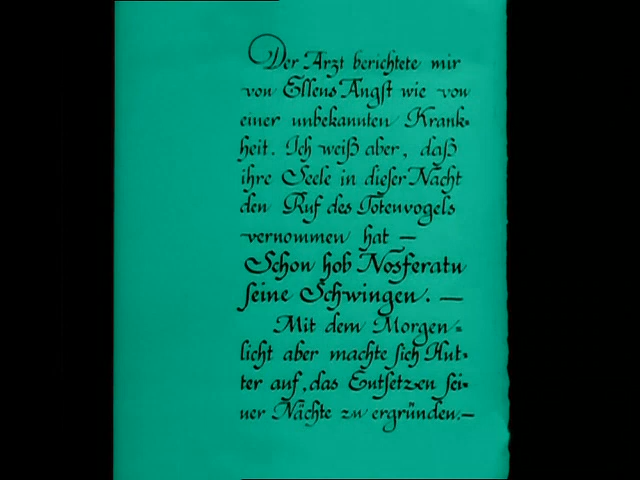 Der Arzt berichtete mir
von Ellens Angst wie von
einer unbekannten Krank-
heit. Ich weiß aber, daß
ihre Seele in dieser Nacht
den Ruf des Totenvogels
vernommen hat —
Schon hob Nosferatu
seine Schwingen. —
Mit dem Morgen-
licht aber machte sich Hut-
ter auf, das Entsetzen sei-
ner Nächte zu ergründen.—